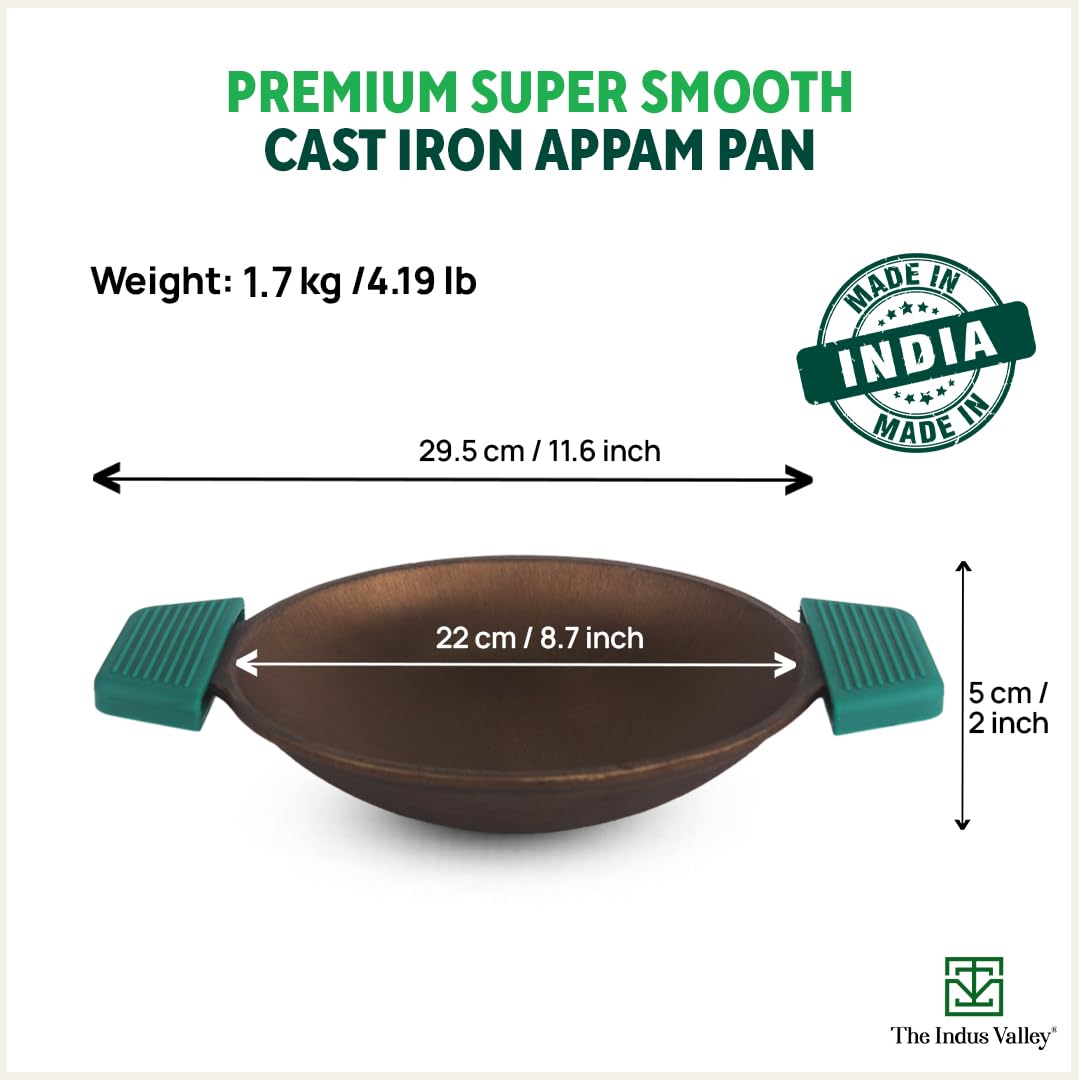 PREMIUM SUPER SMOOTH
CAST IRON APPAM PAN
Weight: 1.7 kg /4.19 lb
MADE IN
INDIA
MADE IN
29.5 cm / 11.6 inch
22 cm / 8.7 inch
5 cm /
2 inch
The Indus Valley®